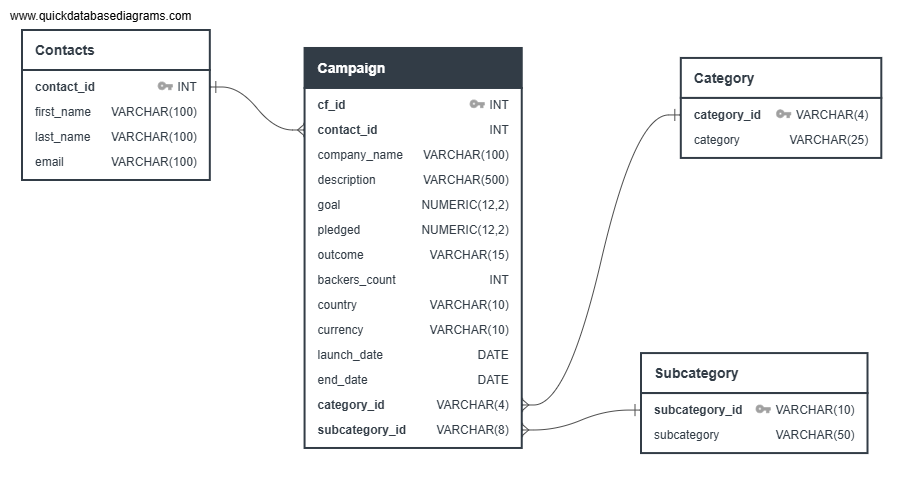 www.quickdatabasediagrams.com
Contacts
contact_id INT
first_name VARCHAR(100)
last_name VARCHAR(100)
email VARCHAR(100)
Campaign
cf_id INT
contact_id INT
company_name VARCHAR(100)
description VARCHAR(500)
goal NUMERIC(12,2)
pledged NUMERIC(12,2)
outcome VARCHAR(15)
backers_count INT
country VARCHAR(10)
currency VARCHAR(10)
launch_date DATE
end_date DATE
category_id VARCHAR(4)
subcategory_id VARCHAR(8)
Category
category_id VARCHAR(4)
category VARCHAR(25)
Subcategory
subcategory_id VARCHAR(10)
subcategory VARCHAR(50)